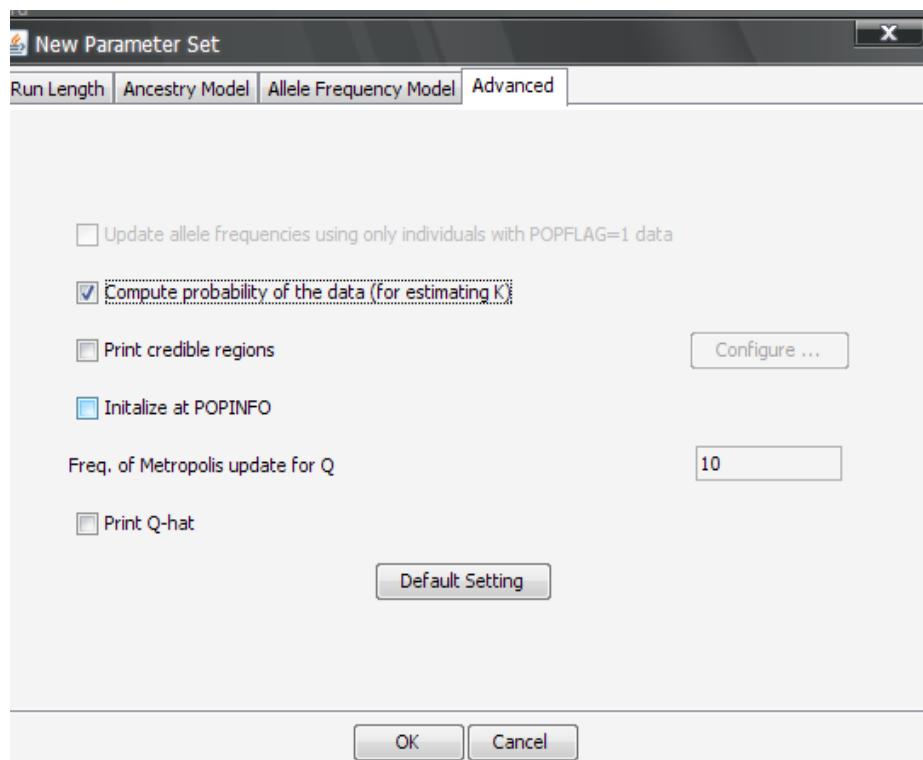 New Parameter Set
X
Run Length Ancestry Model Allele Frequency Model Advanced
Update allele frequencies using only individuals with POPFLAG=1 data
Compute probability of the data (for estimating K)
Print credible regions Configure ...
Initalize at POPINFO
Freq. of Metropolis update for Q 10
Print Q-hat
Default Setting
OK Cancel